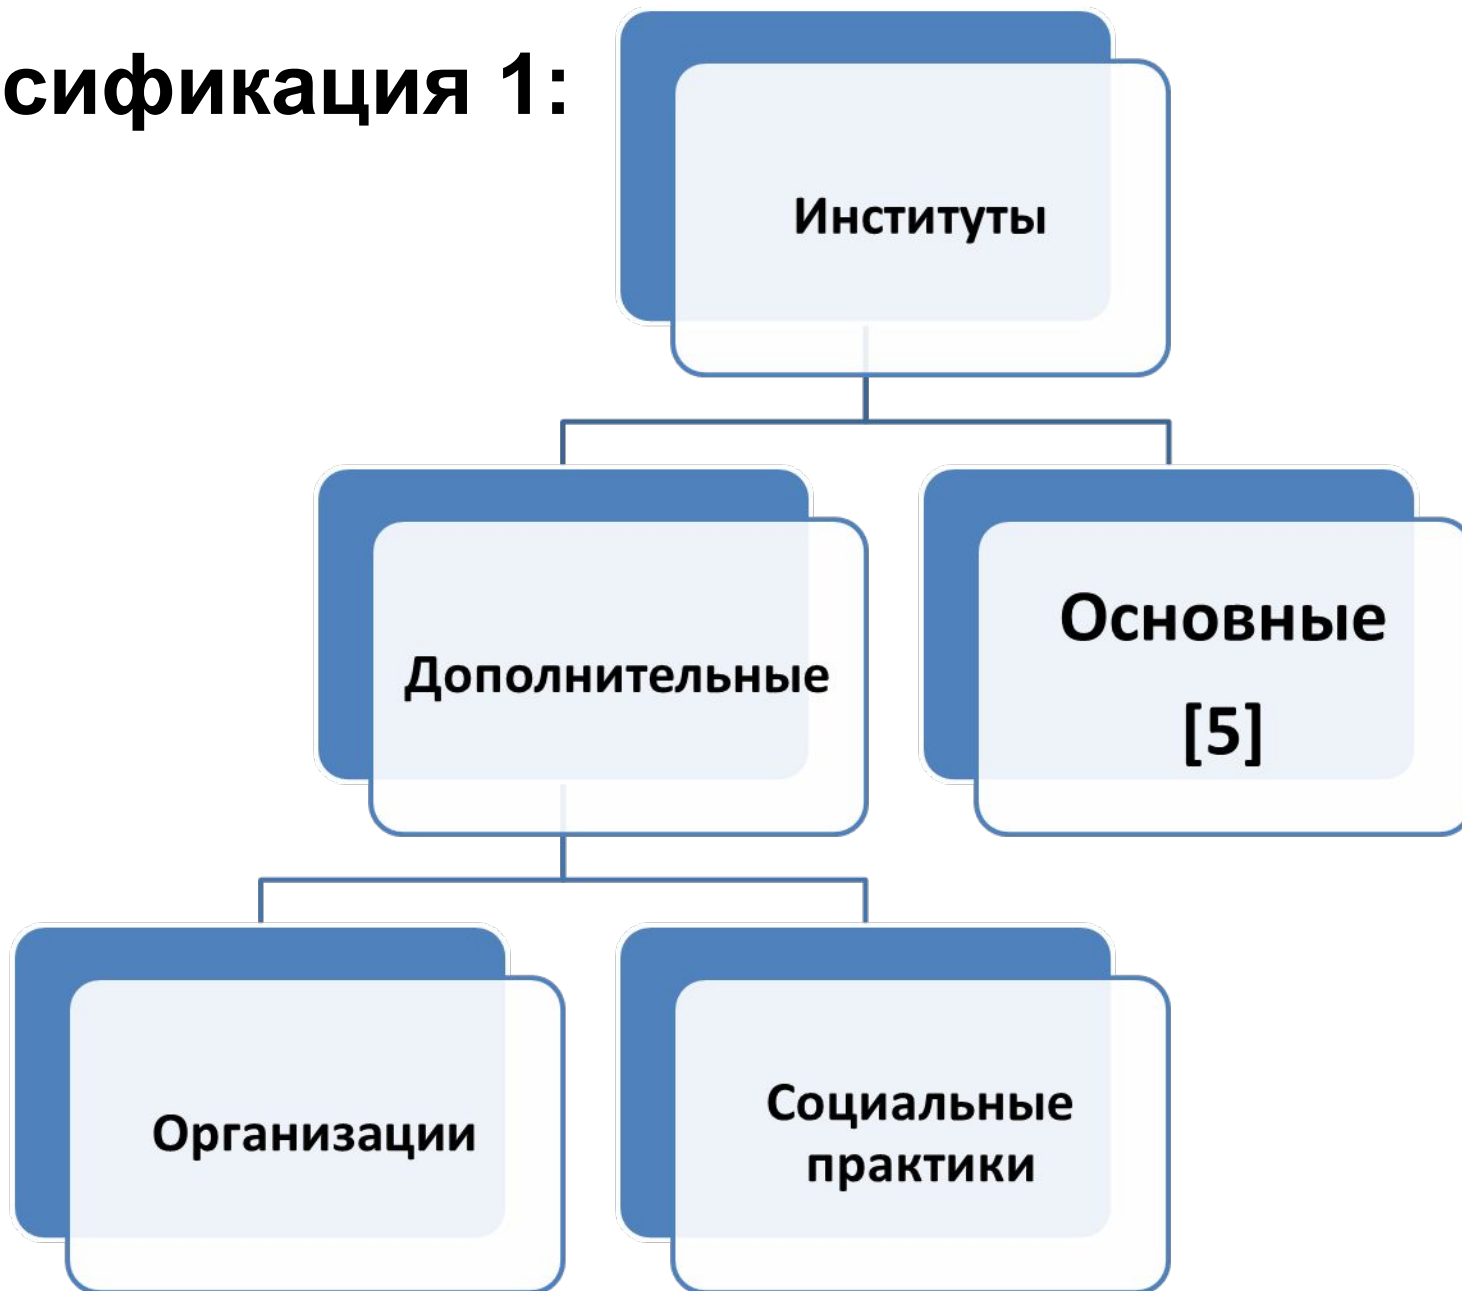 сификация 1:
Институты
Дополнительные
Основные
[5]
Организации
Социальные
практики